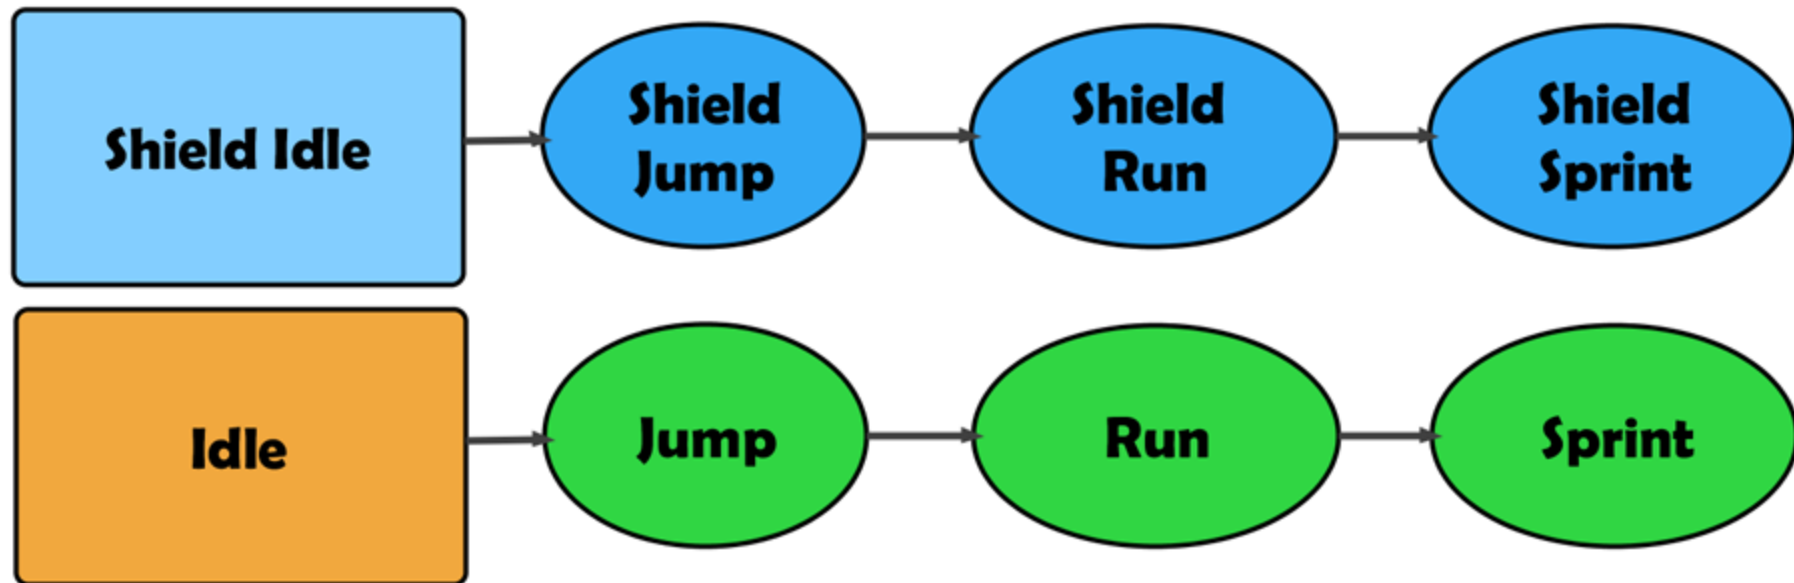 Shield Idle
Shield
Jump
Shield
Run
Shield
Sprint
Idle
Jump
Run
Sprint